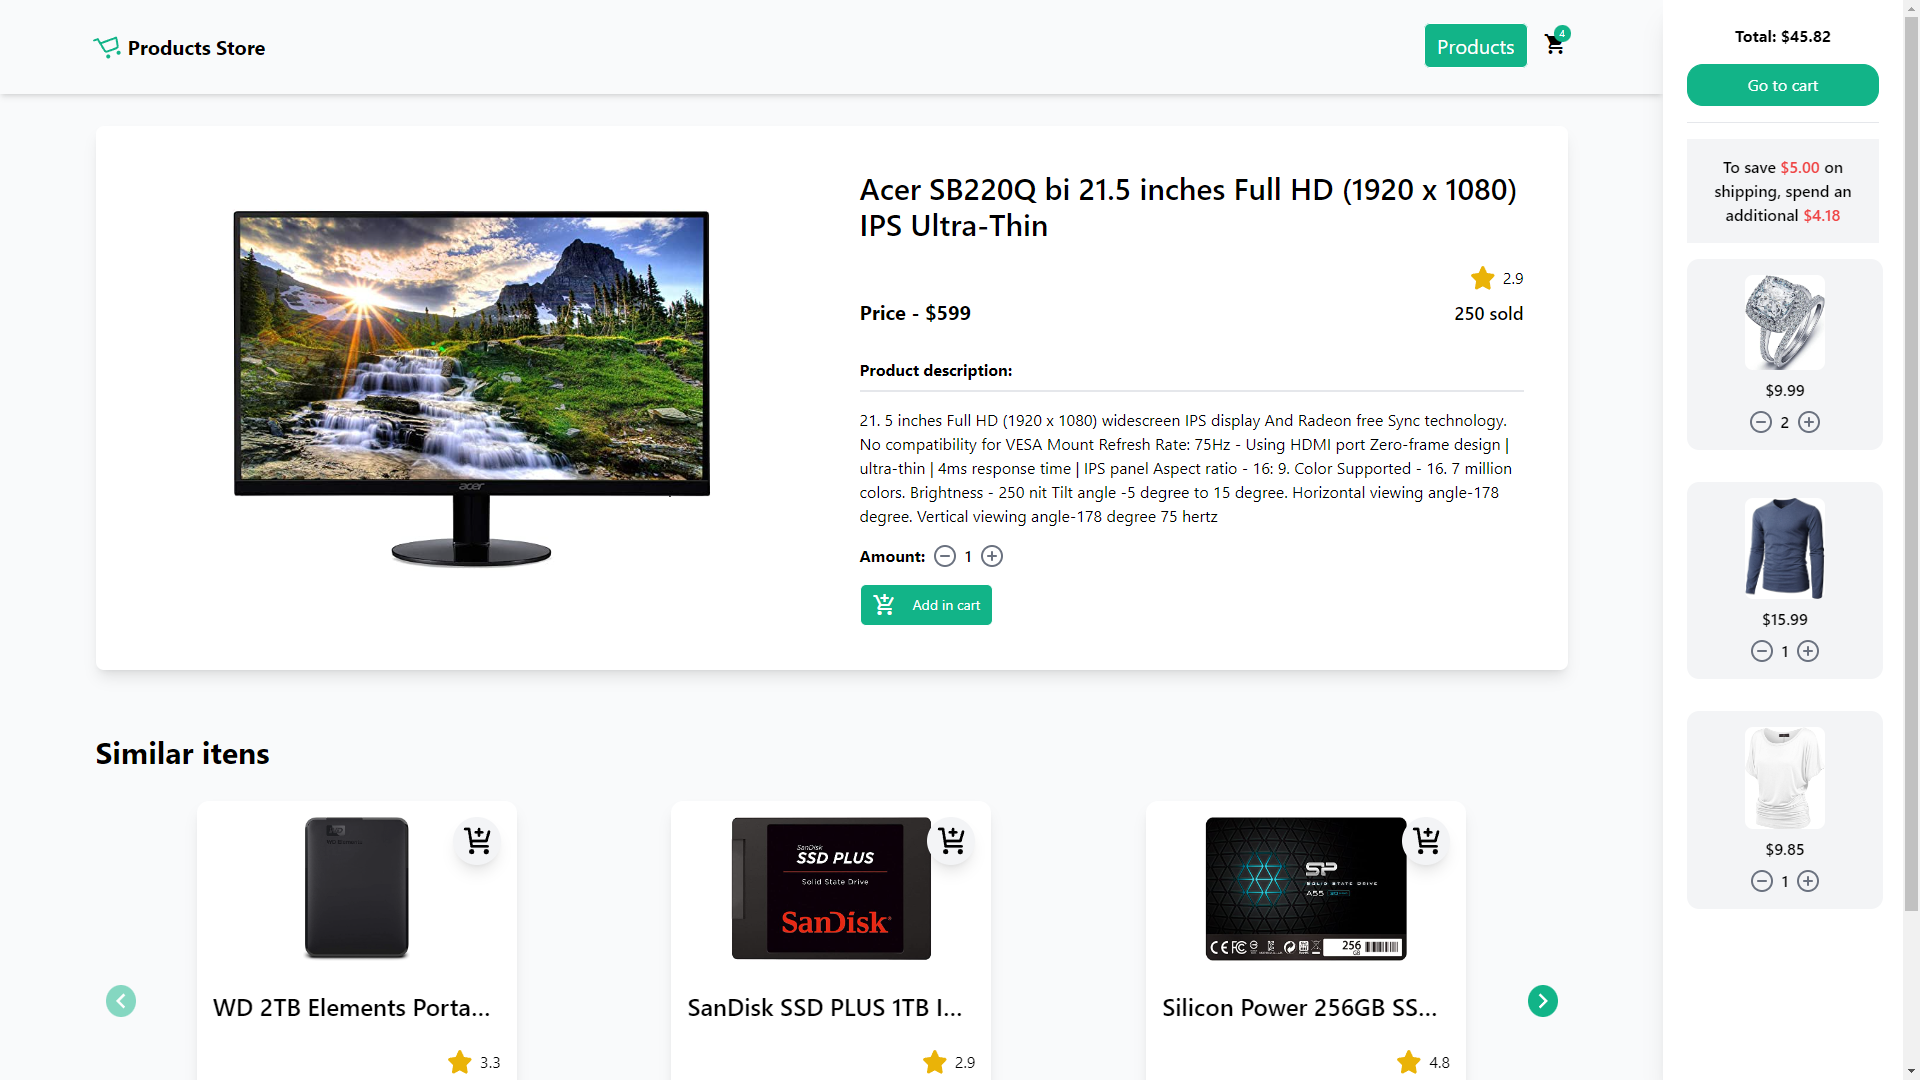 Products Store
Products
4
Acer SB220Q bi 21.5 inches Full HD (1920 x 1080)
IPS Ultra-Thin
2.9
Price - $599
250 sold
Product description:
21. 5 inches Full HD (1920 x 1080) widescreen IPS display And Radeon free Sync technology.
No compatibility for VESA Mount Refresh Rate: 75Hz - Using HDMI port Zero-frame design |
ultra-thin | 4ms response time | IPS panel Aspect ratio - 16: 9. Color Supported - 16. 7 million
colors. Brightness - 250 nit Tilt angle -5 degree to 15 degree. Horizontal viewing angle-178
degree. Vertical viewing angle-178 degree 75 hertz
Amount: 1
Add in cart
acer
Similar itens
WD Elements
WD 2TB Elements Porta...
3.3
SanDisk
SSD PLUS
Solid State Drive
SanDisk
SanDisk SSD PLUS 1TB I...
2.9
SP
SOLID STATE DRIVE
A55
256
GB
Silicon Power 256GB SS...
4.8
Total: $45.82
Go to cart
To save $5.00 on
shipping, spend an
additional $4.18
$9.99
2
$15.99
1
$9.85
1